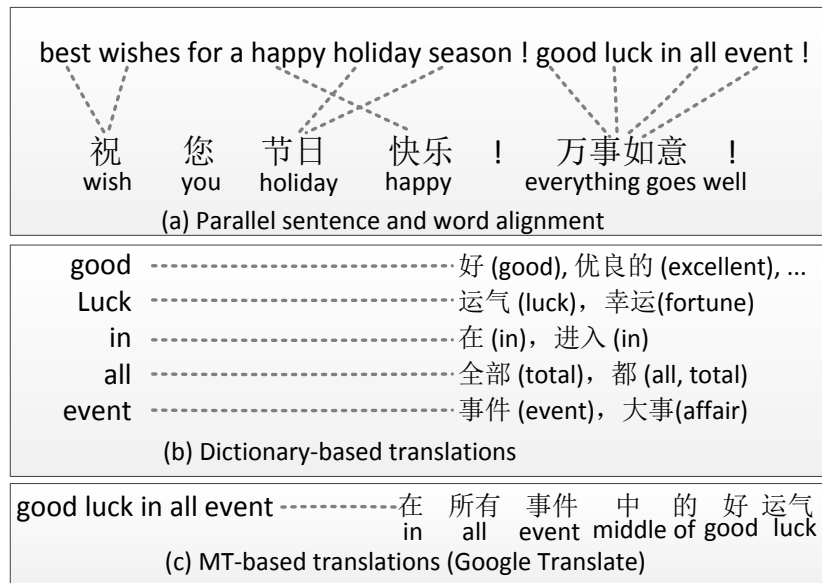 best wishes for a happy holiday season ! good luck in all event !
祝 您 节日 快乐 ! 万事如意 !
wish you holiday happy everything goes well
(a) Parallel sentence and word alignment
good 好 (good), 优良的 (excellent), ...
Luck 运气 (luck)，幸运(fortune)
in 在 (in)，进入 (in)
all 全部 (total)，都 (all, total)
event 事件 (event)，大事(affair)
(b) Dictionary-based translations
good luck in all event 在 所有 事件 中 的 好 运气
in all event middle of good luck
(c) MT-based translations (Google Translate)